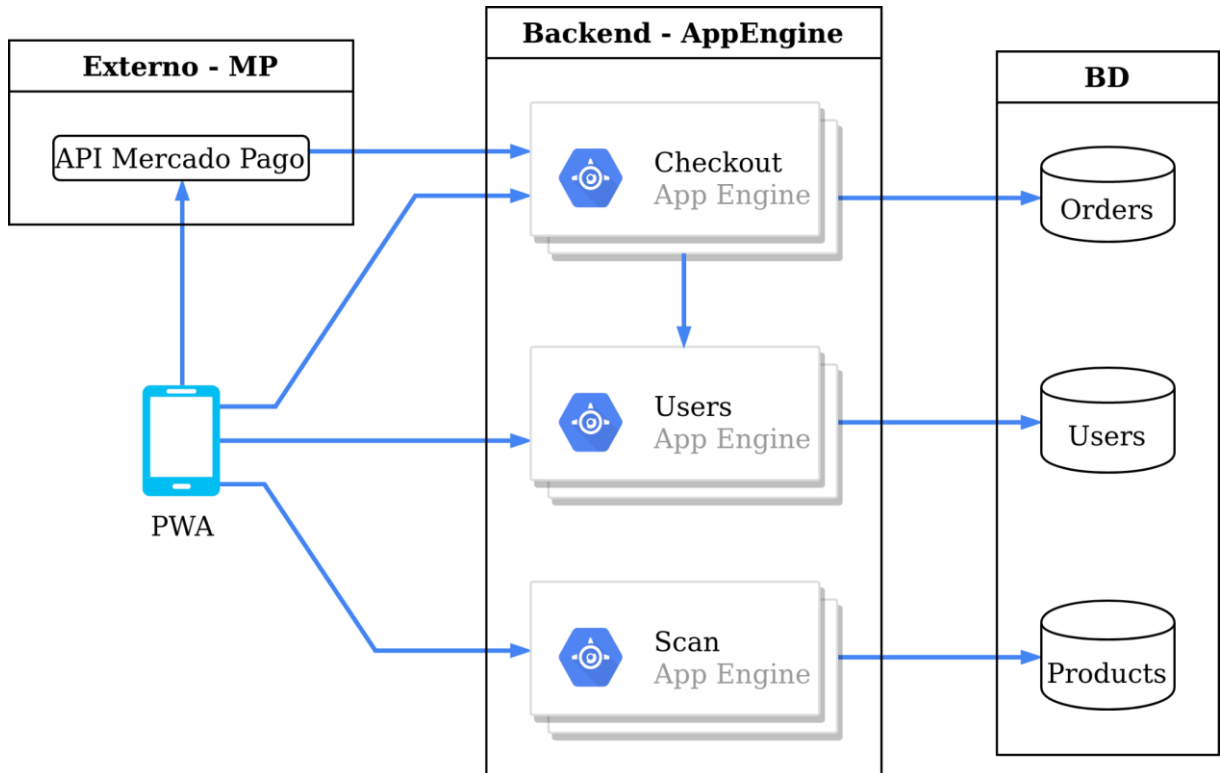 Externo - MP
API Mercado Pago
PWA
Backend - AppEngine
Checkout
App Engine
Users
App Engine
Scan
App Engine
BD
Orders
Users
Products